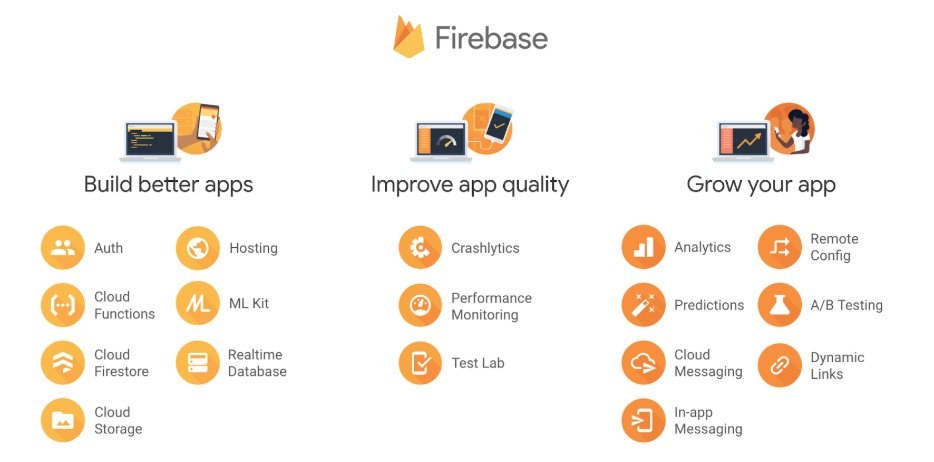 Firebase
Build better apps
Auth
Hosting
Cloud
Functions
ML Kit
Cloud
Firestore
Realtime
Database
Cloud
Storage
Improve app quality
Crashlytics
Performance
Monitoring
Test Lab
Grow your app
Analytics
Remote
Config
Predictions
A/B Testing
Cloud
Messaging
Dynamic
Links
In-app
Messaging